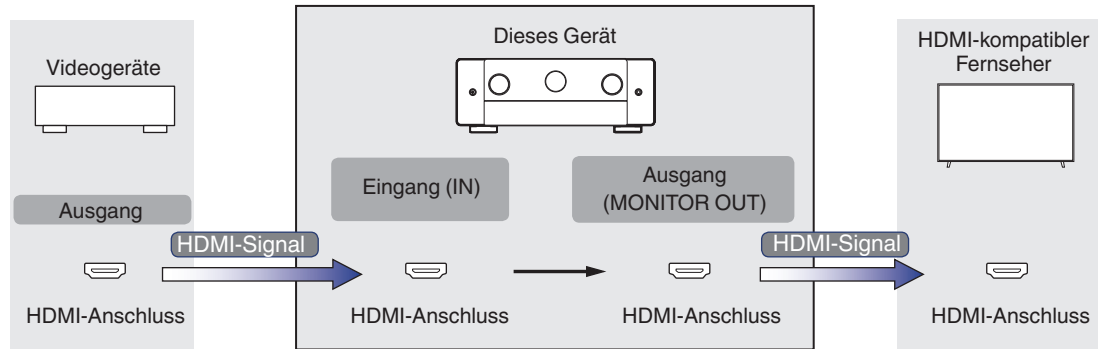 Videogeräte
Ausgang
HDMI-Signal
HDMI-Anschluss
Dieses Gerät
Eingang (IN)
HDMI-Anschluss
Ausgang
(MONITOR OUT)
HDMI-Anschluss
HDMI-Signal
HDMI-kompatibler
Fernseher
HDMI-Anschluss